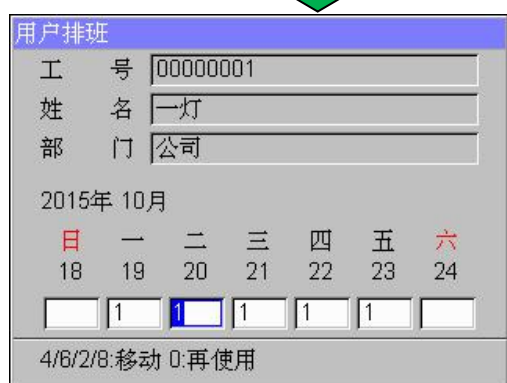 用户排班
工 号 00000001
姓 名 一灯
部 门 公司
2015年 10月
日 一 二 三 四 五 六
18 19 20 21 22 23 24
1 1 1 1 1
4/6/2/8:移动 0:再使用